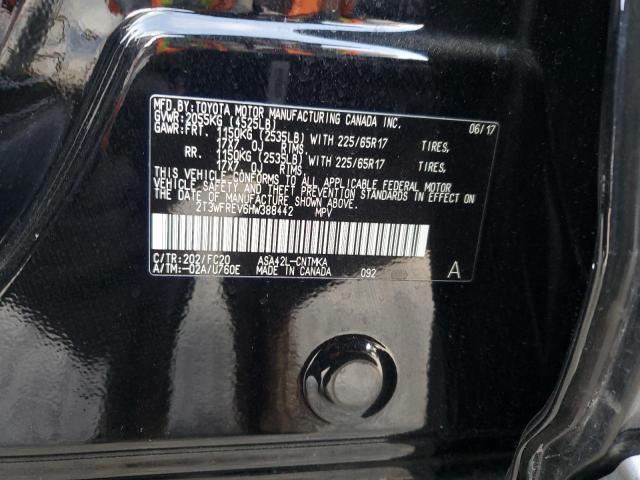 MFD.BY:TOYOTA MOTOR MANUFACTURING CANADA INC. 06/17
GVWR: 2055KG (4525LB)
GAWR:FRT. 1150KG (2535LB) WITH 225/65R17 TIRES,
17X7.0J RIMS,
RR. 1150KG (2535LB) WITH 225/65R17 TIRES,
17X7.0J RIMS,
THIS VEHICLE CONFORMS TO ALL APPLICABLE FEDERAL MOTOR
VEHICLE SAFETY AND THEFT PREVENTION STANDARDS IN EFFECT ON
THE DATE OF MANUFACTURE SHOWN ABOVE.
2T3WFREV6HW388442 MPV
C/TR:202/FC20 ASA42L-CNTMKA
A/TM:-02A/U760E MADE IN CANADA 092 A